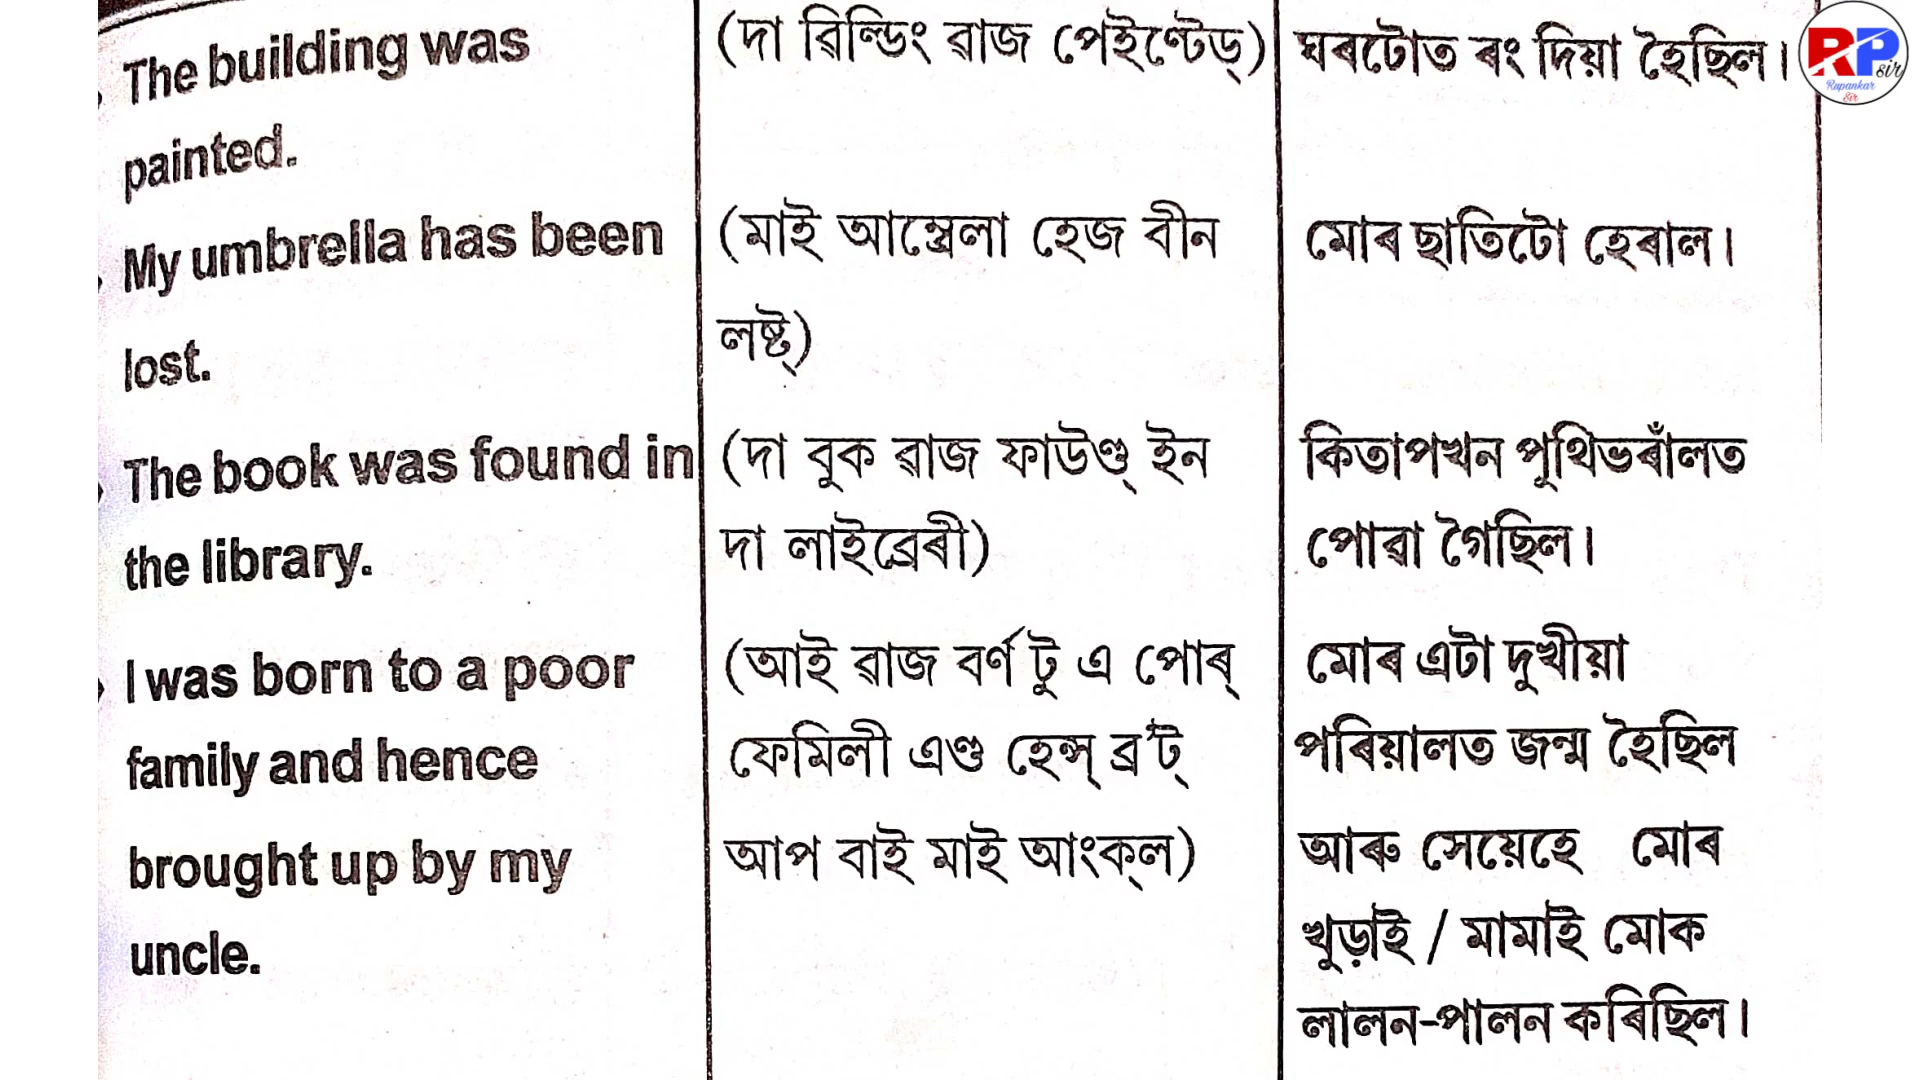 The building was
painted.
(দা ৱিল্ডিং ৱাজ পেইণ্টেড্)
ঘৰটোত ৰং দিয়া হৈছিল।
My umbrella has been
lost.
(মাই আম্ব্ৰেলা হেজ বীন
লষ্ট্)
মোৰ ছাতিটো হেৰাল।
The book was found in
the library.
(দা বুক ৱাজ ফাউণ্ড্ ইন
দা লাইব্ৰেৰী)
কিতাপখন পুথিভৰাঁলত
পোৱা গৈছিল।
I was born to a poor
family and hence
brought up by my
uncle.
(আই ৱাজ বৰ্ণ টু এ পোৰ্
ফেমিলী এণ্ড হেন্স্ ব্ৰ'ট্
আপ বাই মাই আংক্‌ল)
মোৰ এটা দুখীয়া
পৰিয়ালত জন্ম হৈছিল
আৰু সেয়েহে মোৰ
খুড়াই / মামাই মোক
লালন-পালন কৰিছিল।
RP
sir
Rupankar
Sir